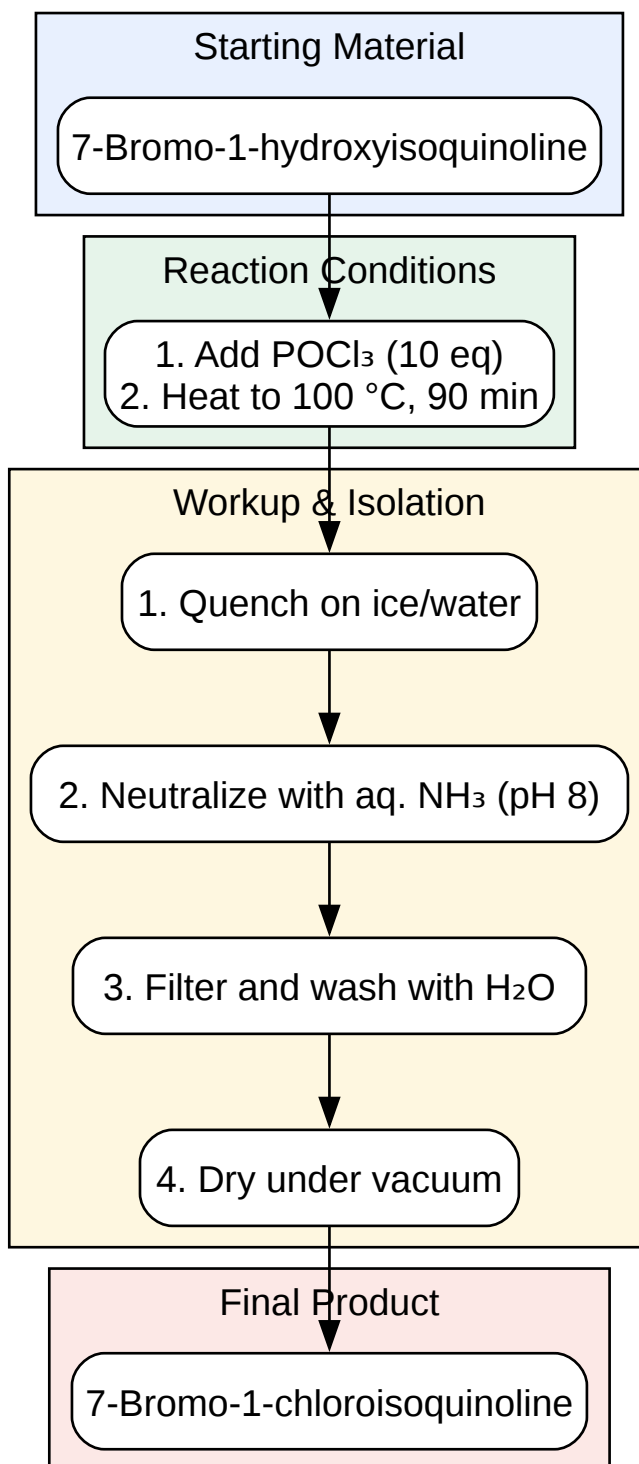 Starting Material
7-Bromo-1-hydroxyisoquinoline
Reaction Conditions
1. Add POCl₃ (10 eq)
2. Heat to 100 °C, 90 min
Workup & Isolation
1. Quench on ice/water
2. Neutralize with aq. NH₃ (pH 8)
3. Filter and wash with H₂O
4. Dry under vacuum
Final Product
7-Bromo-1-chloroisoquinoline